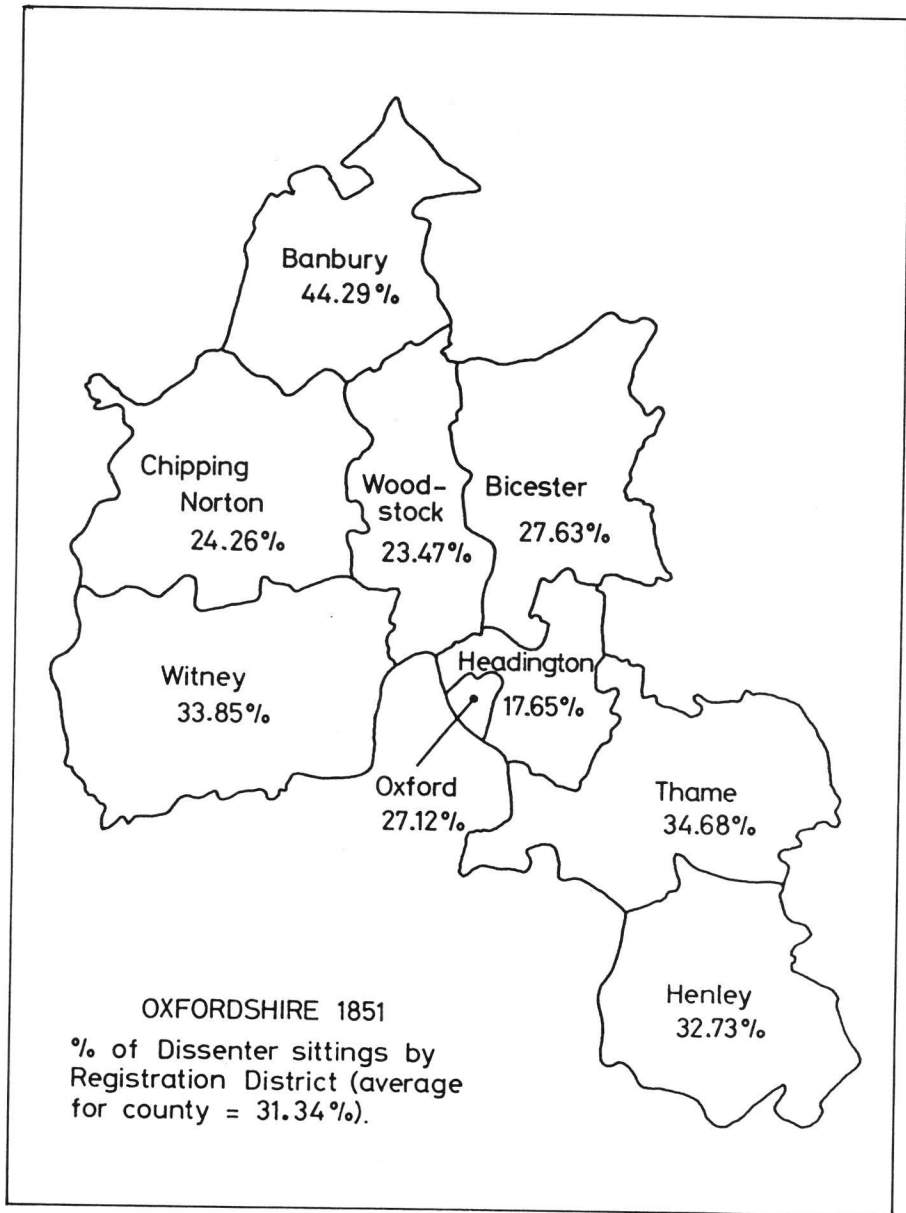 Banbury
44.29%
Chipping
Norton
24.26%
Wood-
stock
23.47%
Bicester
27.63%
Witney
33.85%
Headington
17.65%
Oxford
27.12%
Thame
34.68%
Henley
32.73%
OXFORDSHIRE 1851
% of Dissenter sittings by
Registration District (average
for county = 31.34%).